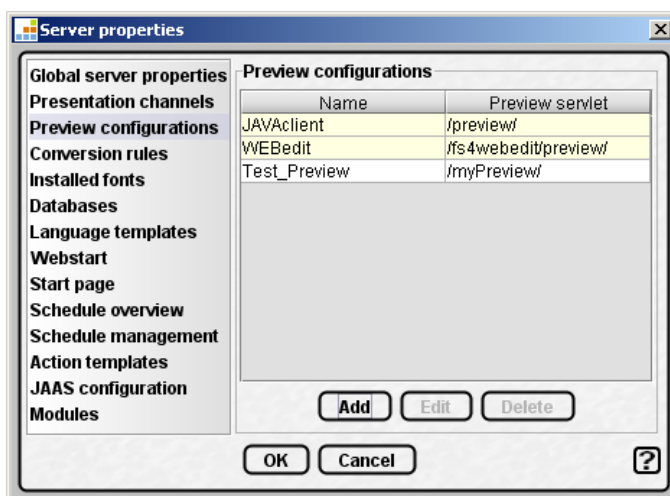 Server properties
Global server properties
Presentation channels
Preview configurations
Conversion rules
Installed fonts
Databases
Language templates
Webstart
Start page
Schedule overview
Schedule management
Action templates
JAAS configuration
Modules
Preview configurations
Name Preview servlet
JAVAclient /preview/
WEBedit /fs4webedit/preview/
Test_Preview /myPreview/
Add Edit Delete
OK Cancel ?